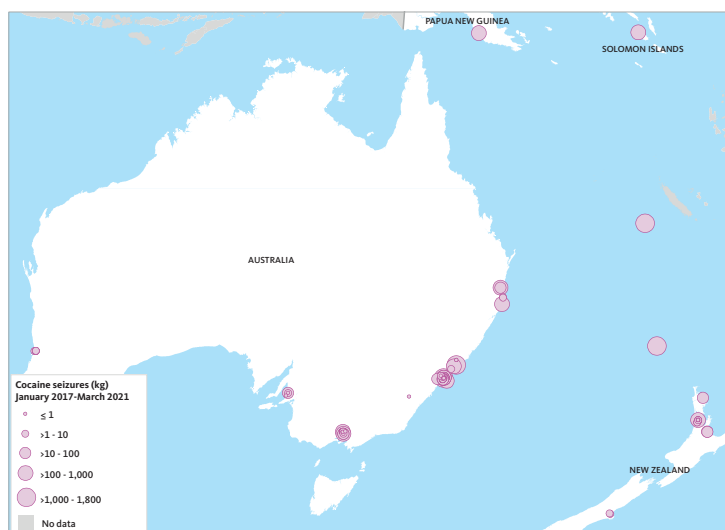 PAPUA NEW GUINEA
SOLOMON ISLANDS
AUSTRALIA
NEW ZEALAND
Cocaine seizures (kg)
January 2017-March 2021
≤ 1
>1 - 10
>10 - 100
>100 - 1,000
>1,000 - 1,800
No data